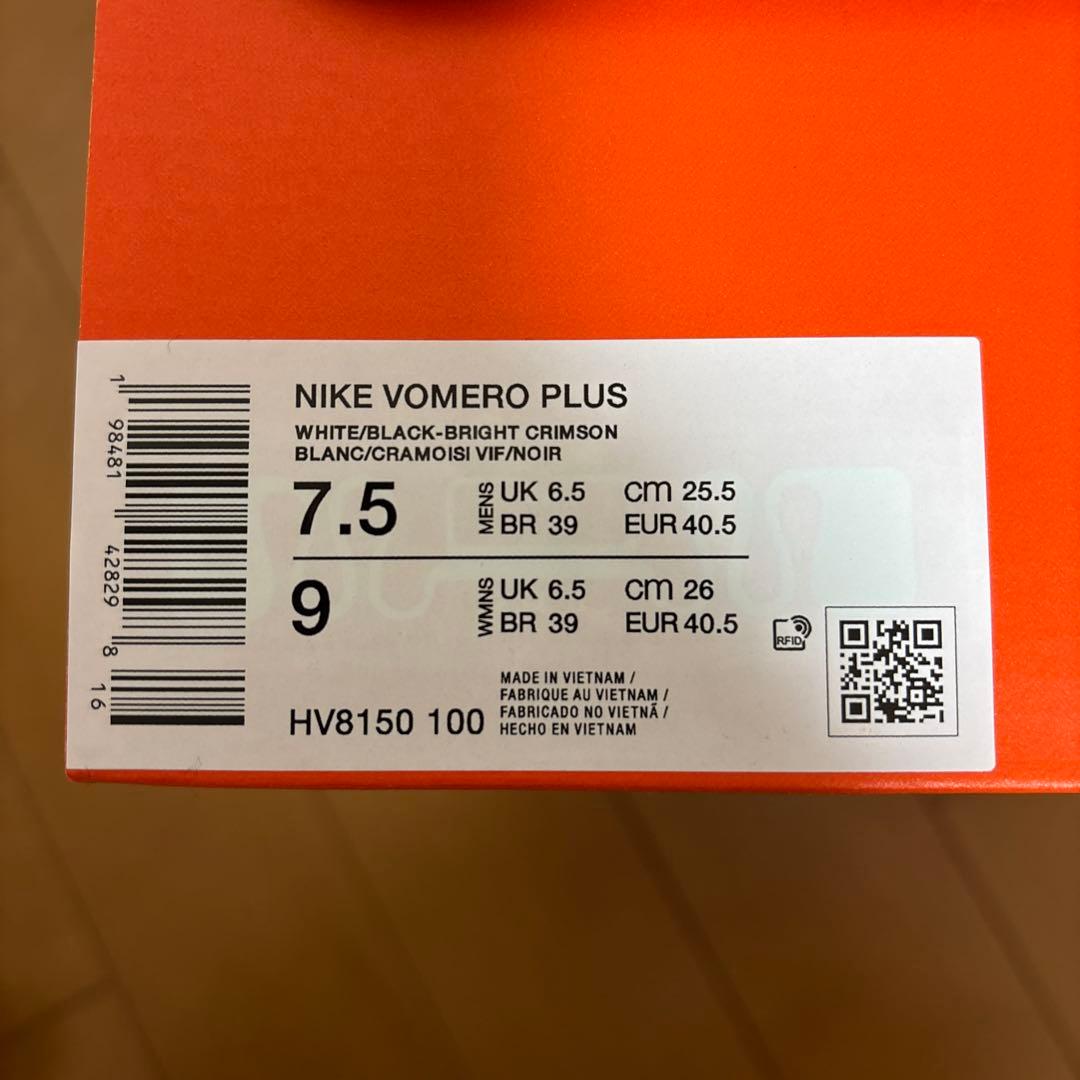 NIKE VOMERO PLUS
WHITE/BLACK-BRIGHT CRIMSON
BLANC/CRAMOISI VIF/NOIR
7.5 MENS UK 6.5 cm 25.5
BR 39 EUR 40.5
9 WMNS UK 6.5 cm 26
BR 39 EUR 40.5
RFID
MADE IN VIETNAM /
FABRIQUE AU VIETNAM /
FABRICADO NO VIETNÃ /
HECHO EN VIETNAM
HV8150 100
1 98481 42829 8 16